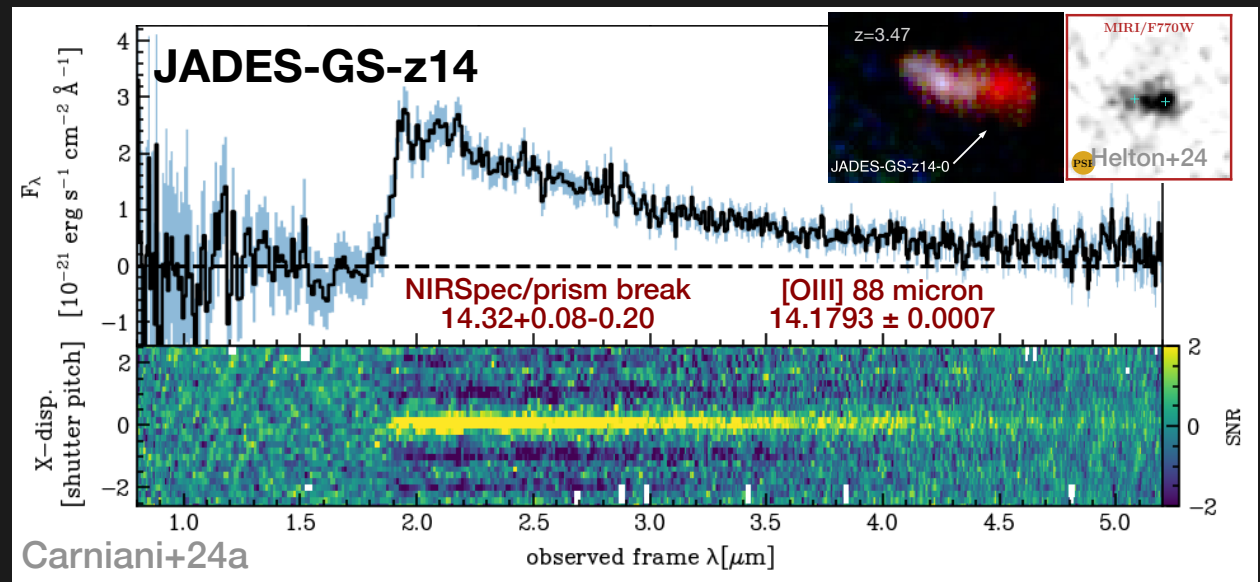 JADES-GS-z14
z=3.47
JADES-GS-z14-0
MIRI/F770W
PSF
Helton+24
4
3
2
1
0
−1
F_λ
[10⁻²¹ erg s⁻¹ cm⁻² Å⁻¹]
NIRSpec/prism break
14.32+0.08-0.20
[OIII] 88 micron
14.1793 ± 0.0007
2
0
−2
X-disp.
[shutter pitch]
2
0
−2
SNR
1.0 1.5 2.0 2.5 3.0 3.5 4.0 4.5 5.0
observed frame λ[μm]
Carniani+24a